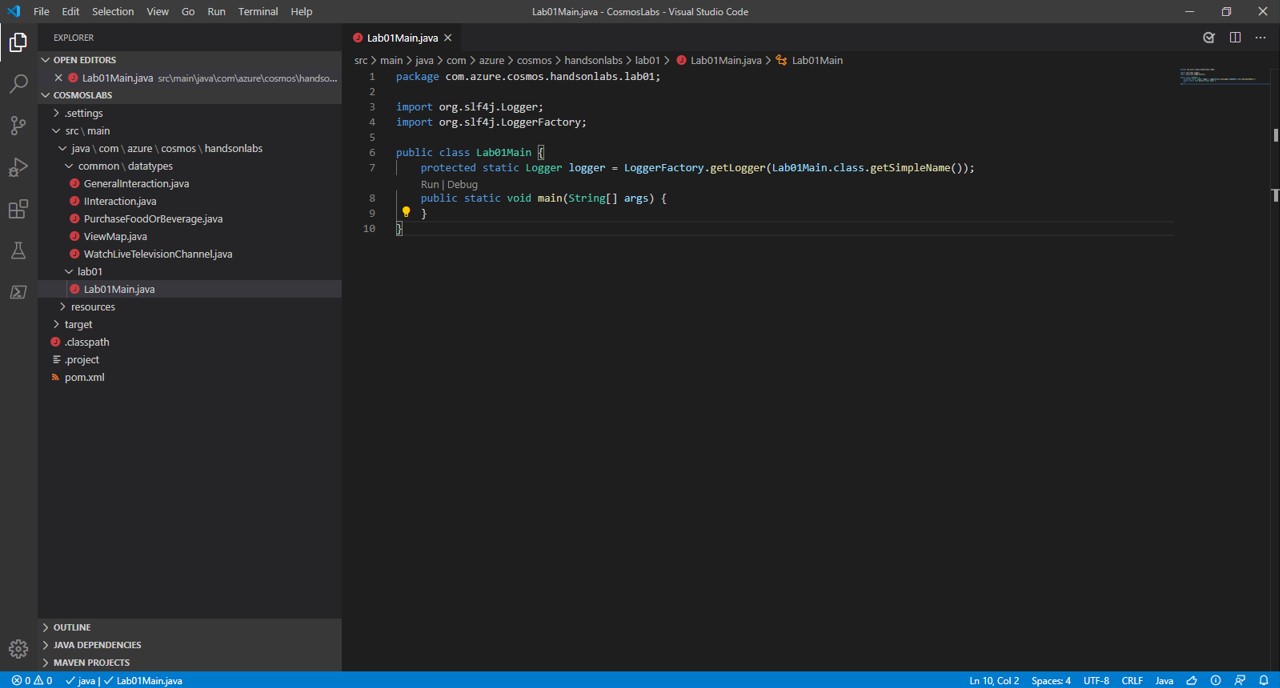 File Edit Selection View Go Run Terminal Help
Lab01Main.java - CosmosLabs - Visual Studio Code
EXPLORER
OPEN EDITORS
Lab01Main.java src\main\java\com\azure\cosmos\handso...
COSMOSLABS
.settings
src \ main
java \ com \ azure \ cosmos \ handsonlabs
common \ datatypes
GeneralInteraction.java
IInteraction.java
PurchaseFoodOrBeverage.java
ViewMap.java
WatchLiveTelevisionChannel.java
lab01
Lab01Main.java
resources
target
.classpath
.project
pom.xml
OUTLINE
JAVA DEPENDENCIES
MAVEN PROJECTS
Lab01Main.java
src > main > java > com > azure > cosmos > handsonlabs > lab01 > Lab01Main.java > Lab01Main
1 package com.azure.cosmos.handsonlabs.lab01;
2
3 import org.slf4j.Logger;
4 import org.slf4j.LoggerFactory;
5
6 public class Lab01Main {
7 protected static Logger logger = LoggerFactory.getLogger(Lab01Main.class.getSimpleName());
Run | Debug
8 public static void main(String[] args) {
9 }
10 }
0 0 java | Lab01Main.java
Ln 10, Col 2 Spaces: 4 UTF-8 CRLF Java